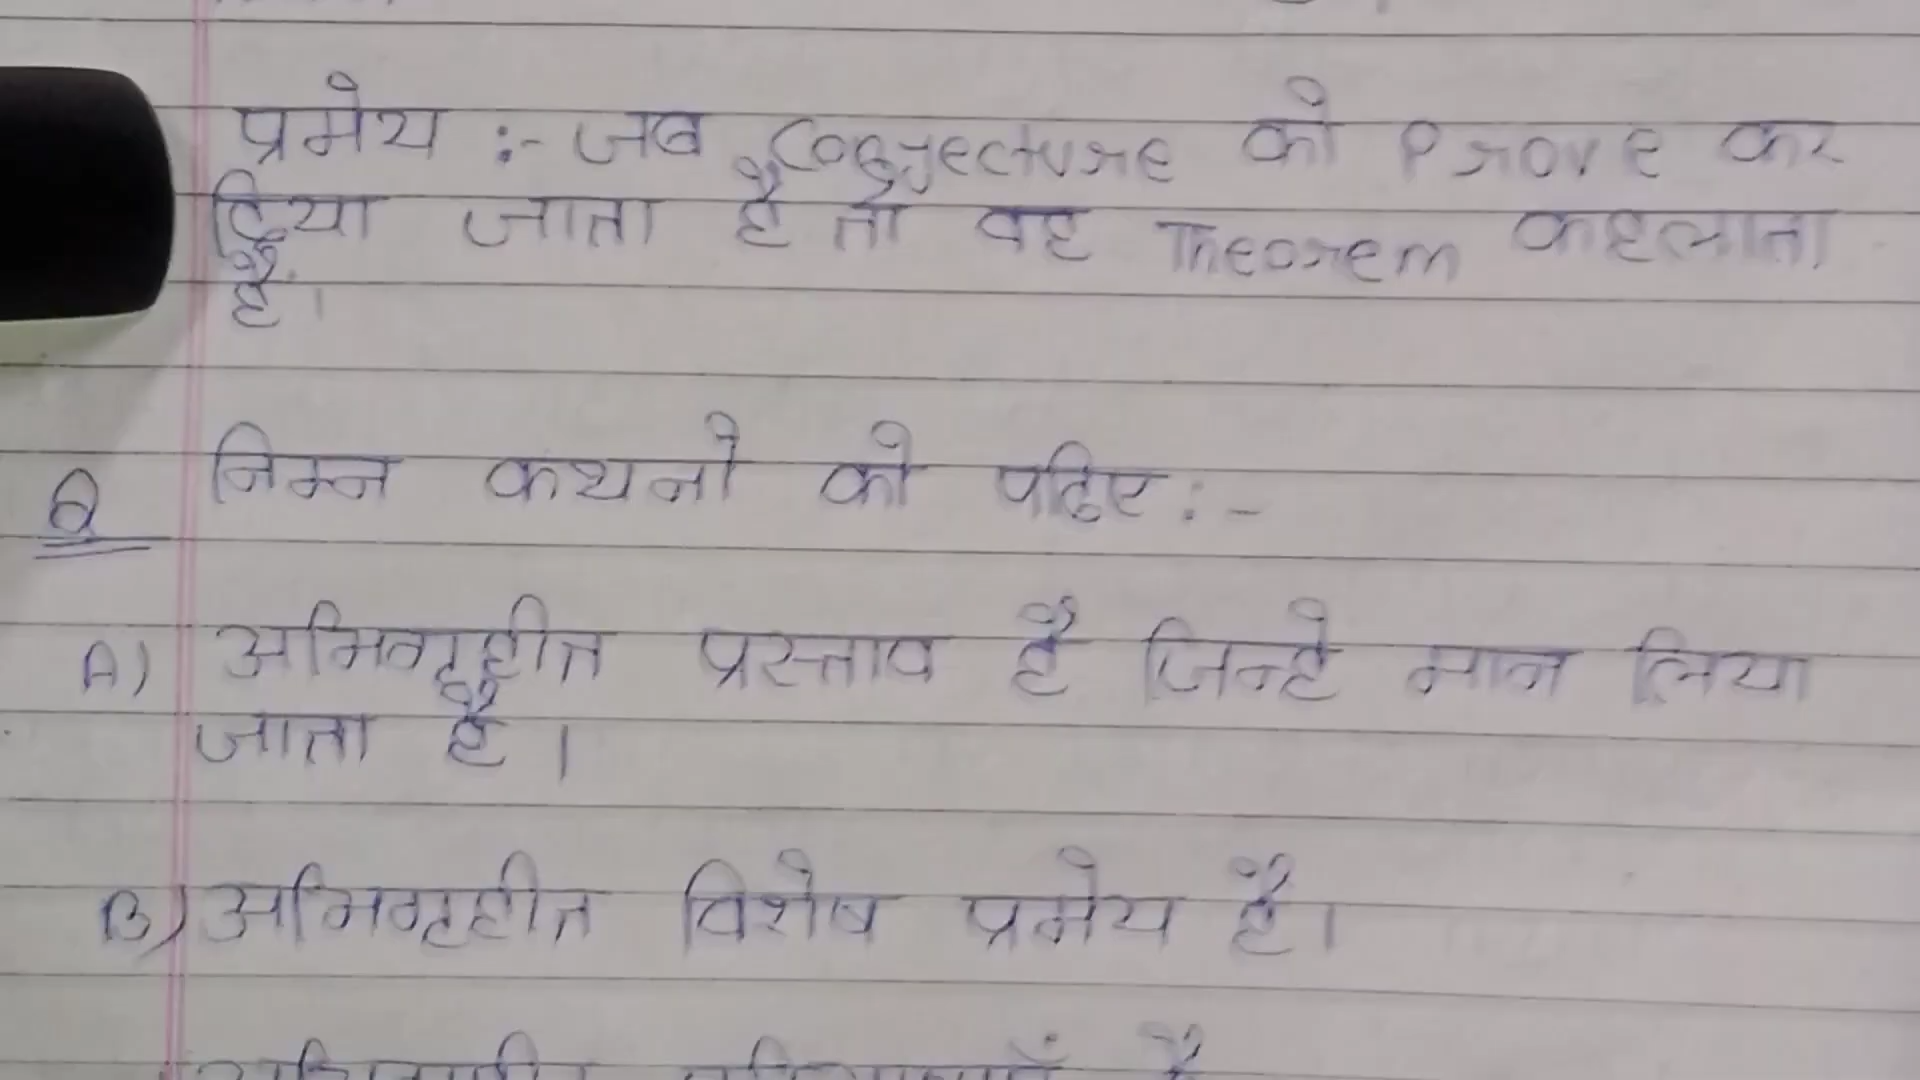 प्रमेय :- जब Conjecture को Prove कर
दिया जाता है तो वह Theorem कहलाता
है।
Q निम्न कथनो को पढिए :-
A) अभिगृहीत प्रस्ताव है जिन्हे मान लिया
जाता है।
B) अभिगृहीत विशेष प्रमेय है।